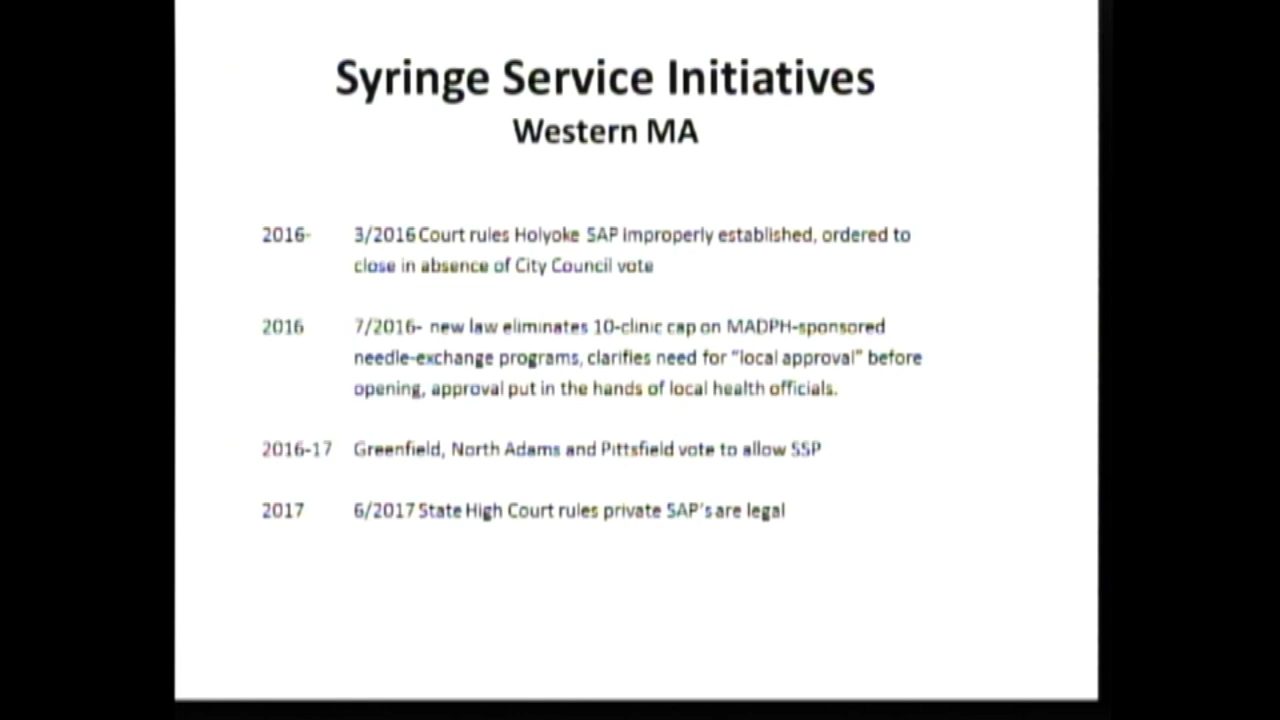 Syringe Service Initiatives
Western MA
2016- 3/2016 Court rules Holyoke SAP improperly established, ordered to
close in absence of City Council vote
2016 7/2016- new law eliminates 10-clinic cap on MADPH-sponsored
needle-exchange programs, clarifies need for "local approval" before
opening, approval put in the hands of local health officials.
2016-17 Greenfield, North Adams and Pittsfield vote to allow SSP
2017 6/2017 State High Court rules private SAP's are legal